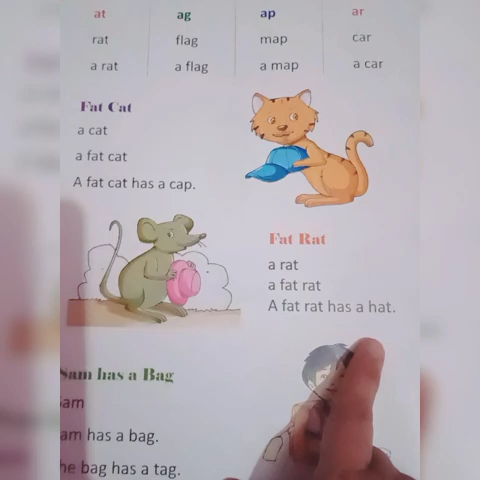 at ag ap ar
rat flag map car
a rat a flag a map a car
Fat Cat
a cat
a fat cat
A fat cat has a cap.
Fat Rat
a rat
a fat rat
A fat rat has a hat.
Sam has a Bag
am
am has a bag.
he bag has a tag.